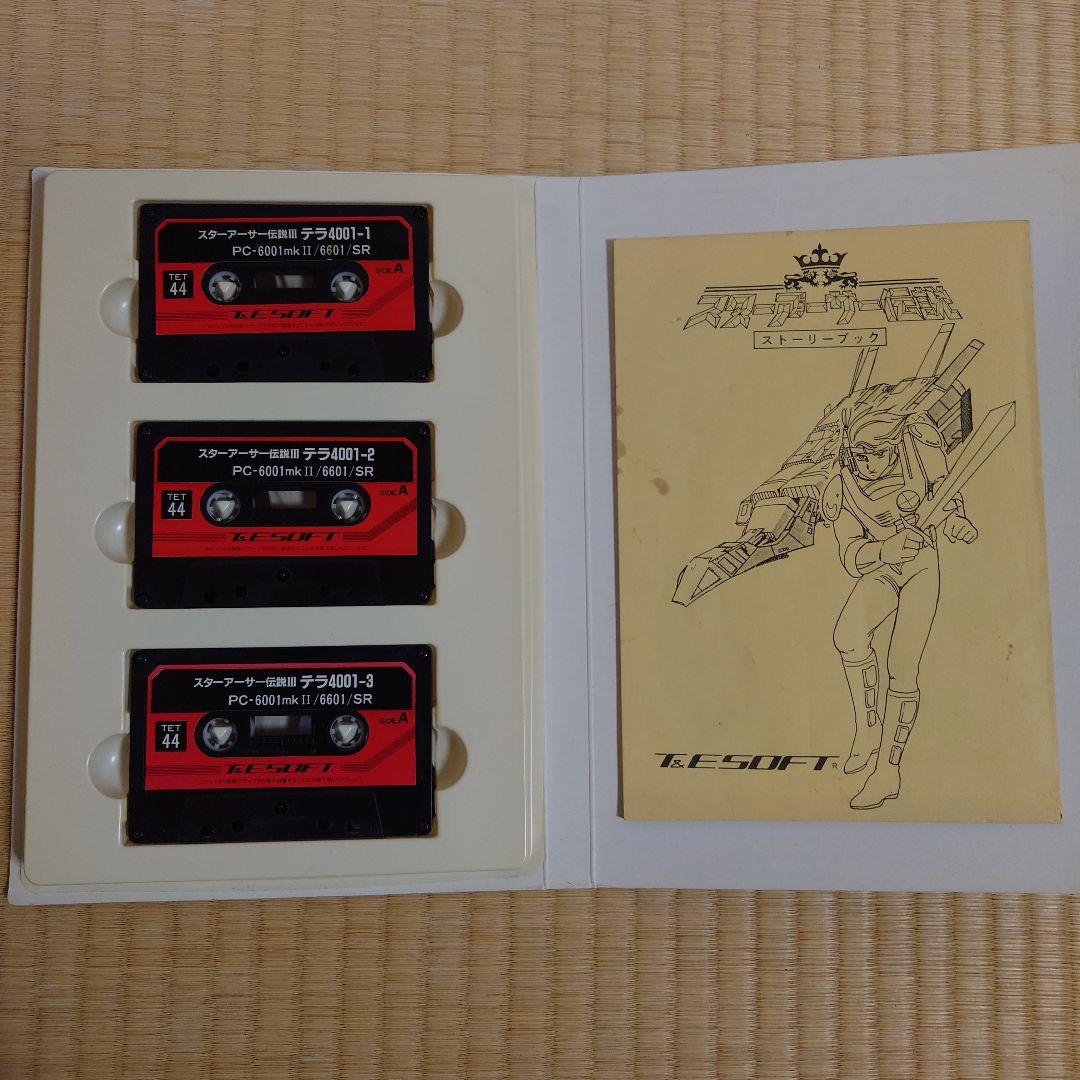 スターアーサー伝説III テラ4001-1
PC-6001mkII/6601/SR
TET
44
SIDE A
T&ESOFT
スターアーサー伝説III テラ4001-2
PC-6001mkII/6601/SR
TET
44
SIDE A
T&ESOFT
スターアーサー伝説III テラ4001-3
PC-6001mkII/6601/SR
TET
44
SIDE A
T&ESOFT
スターアーサー伝説
ストーリーブック
T&ESOFT®